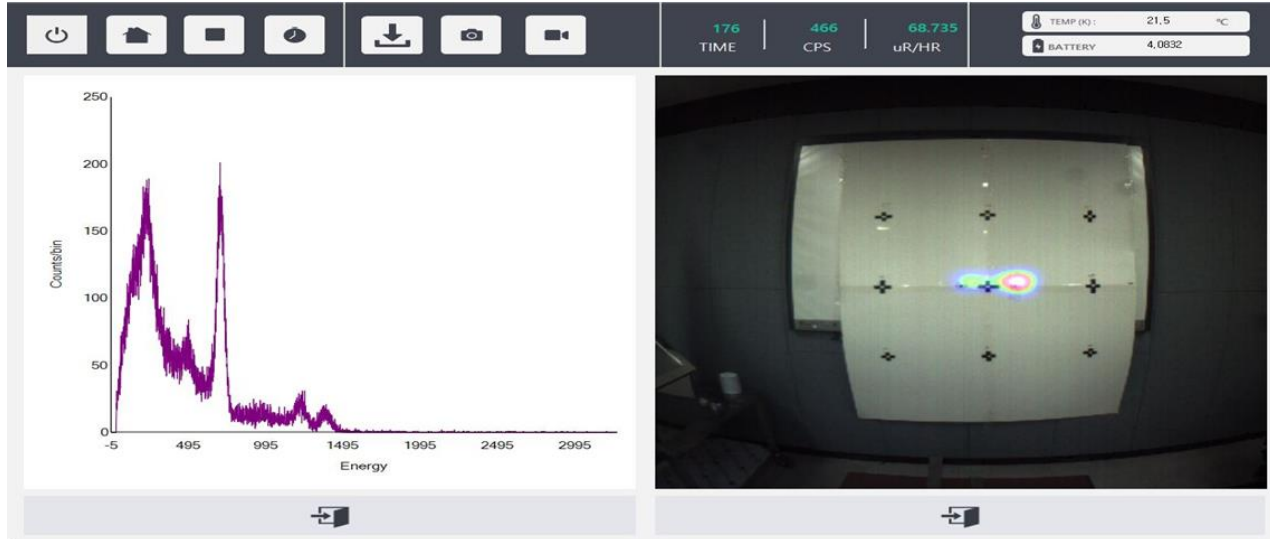 176 466 68.735
TIME CPS uR/HR
TEMP (K) : 21,5 °C
BATTERY 4,0832
250
200
150
100
50
0
Counts/bin
-5 495 995 1495 1995 2495 2995
Energy